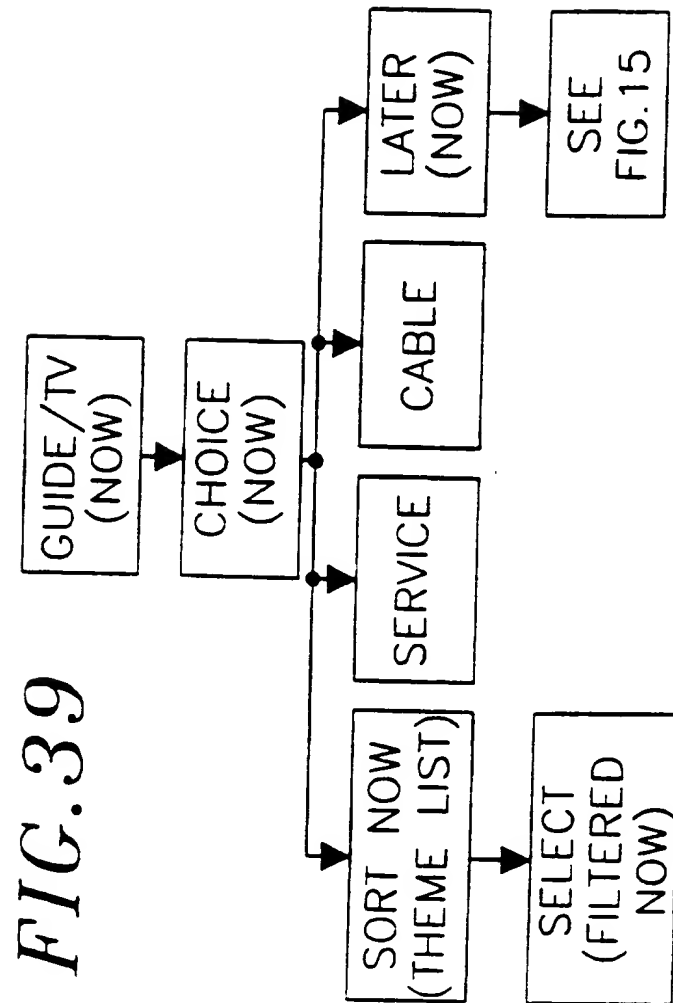 FIG.39
GUIDE/TV
(NOW)
CHOICE
(NOW)
SORT NOW
(THEME LIST)
SERVICE
CABLE
LATER
(NOW)
SELECT
(FILTERED
NOW)
SEE
FIG.15